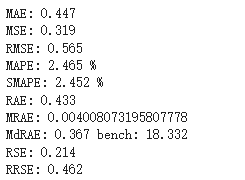 MAE: 0.447
MSE: 0.319
RMSE: 0.565
MAPE: 2.465 %
SMAPE: 2.452 %
RAE: 0.433
MRAE: 0.004008073195807778
MdRAE: 0.367 bench: 18.332
RSE: 0.214
RRSE: 0.462